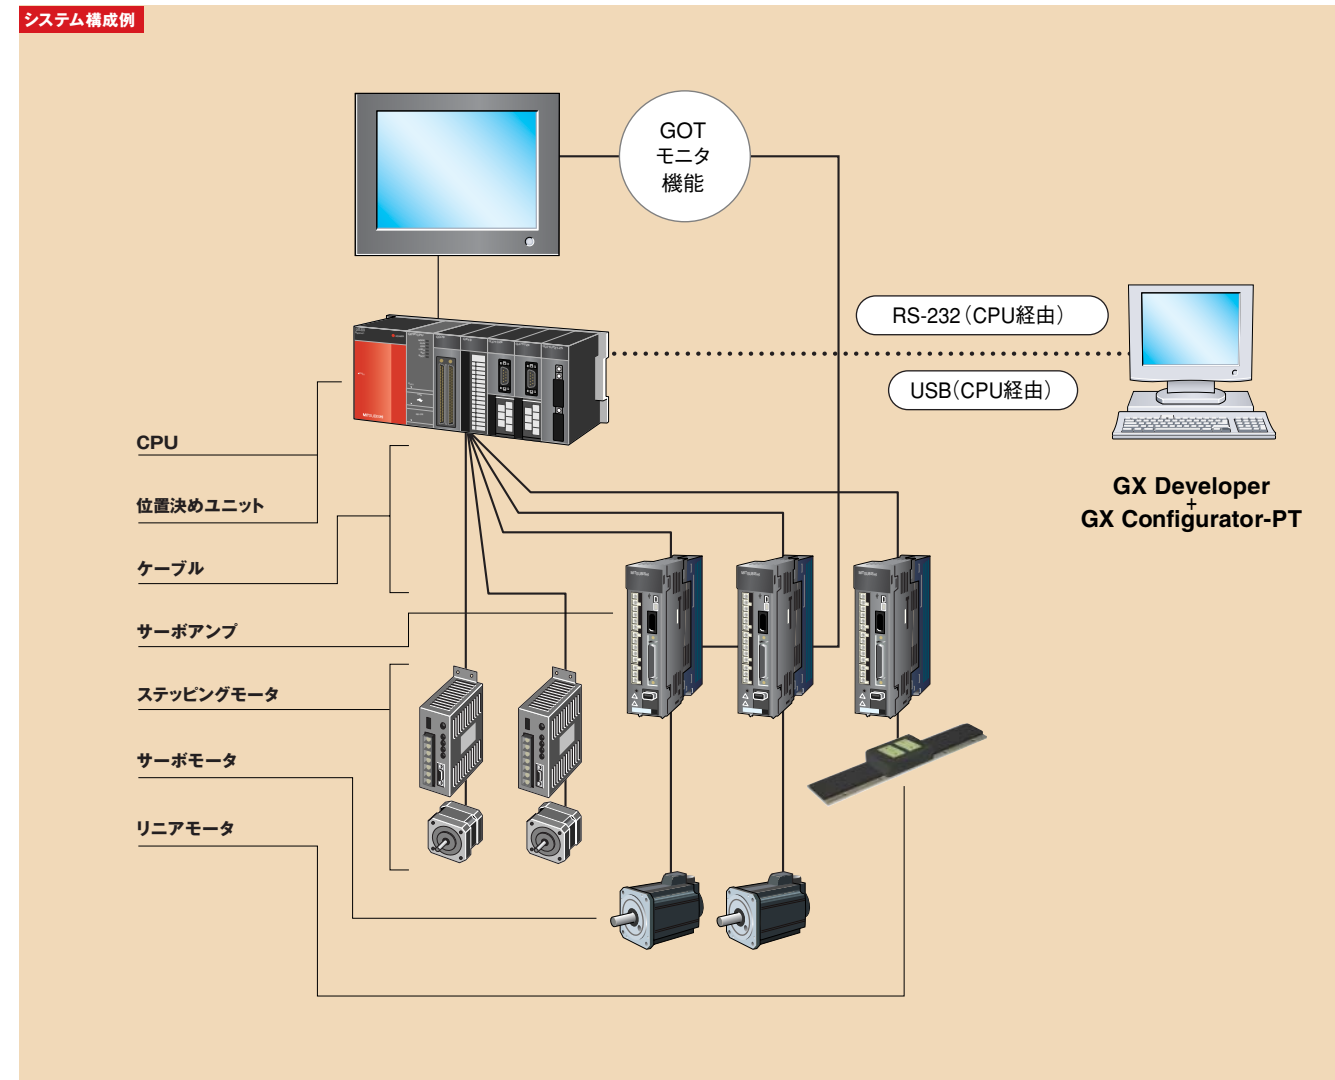 システム構成例
GOT
モニタ
機能
RS-232（CPU経由）
USB（CPU経由）
CPU
位置決めユニット
ケーブル
サーボアンプ
ステッピングモータ
サーボモータ
リニアモータ
GX Developer
+
GX Configurator-PT